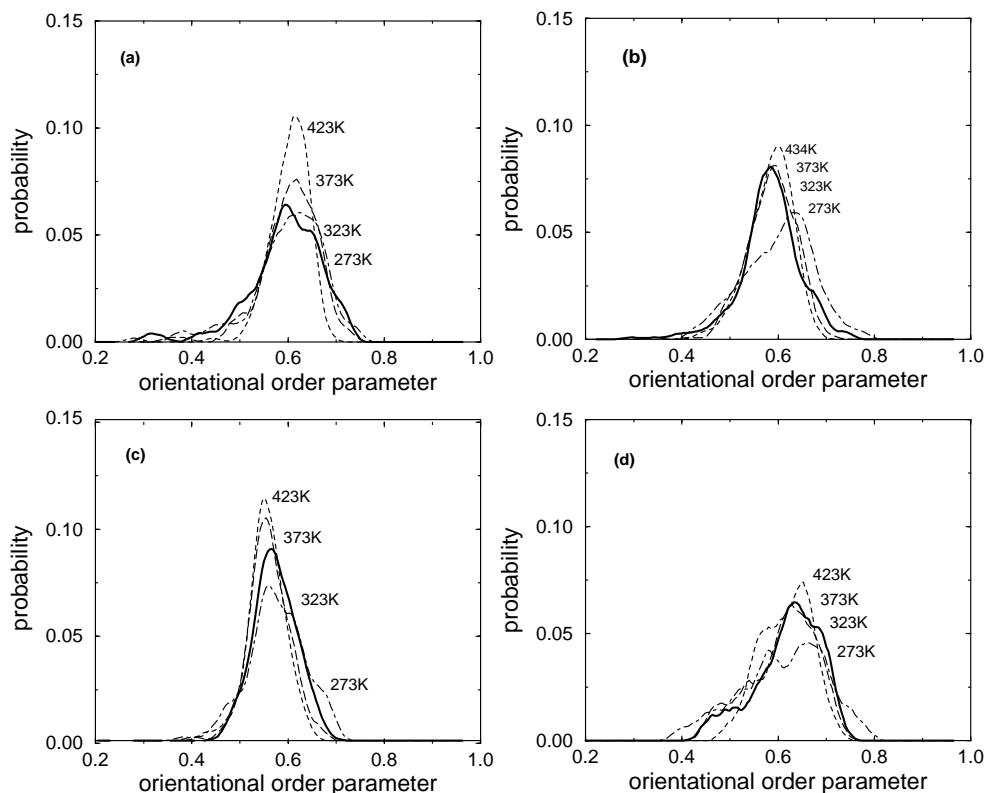 (a)
probability
0.15
0.10
0.05
0.00
423K
373K
323K
273K
0.2 0.4 0.6 0.8 1.0
orientational order parameter
(b)
probability
0.15
0.10
0.05
0.00
434K
373K
323K
273K
0.2 0.4 0.6 0.8 1.0
orientational order parameter
(c)
probability
0.15
0.10
0.05
0.00
423K
373K
323K
273K
0.2 0.4 0.6 0.8 1.0
orientational order parameter
(d)
probability
0.15
0.10
0.05
0.00
423K
373K
323K
273K
0.2 0.4 0.6 0.8 1.0
orientational order parameter